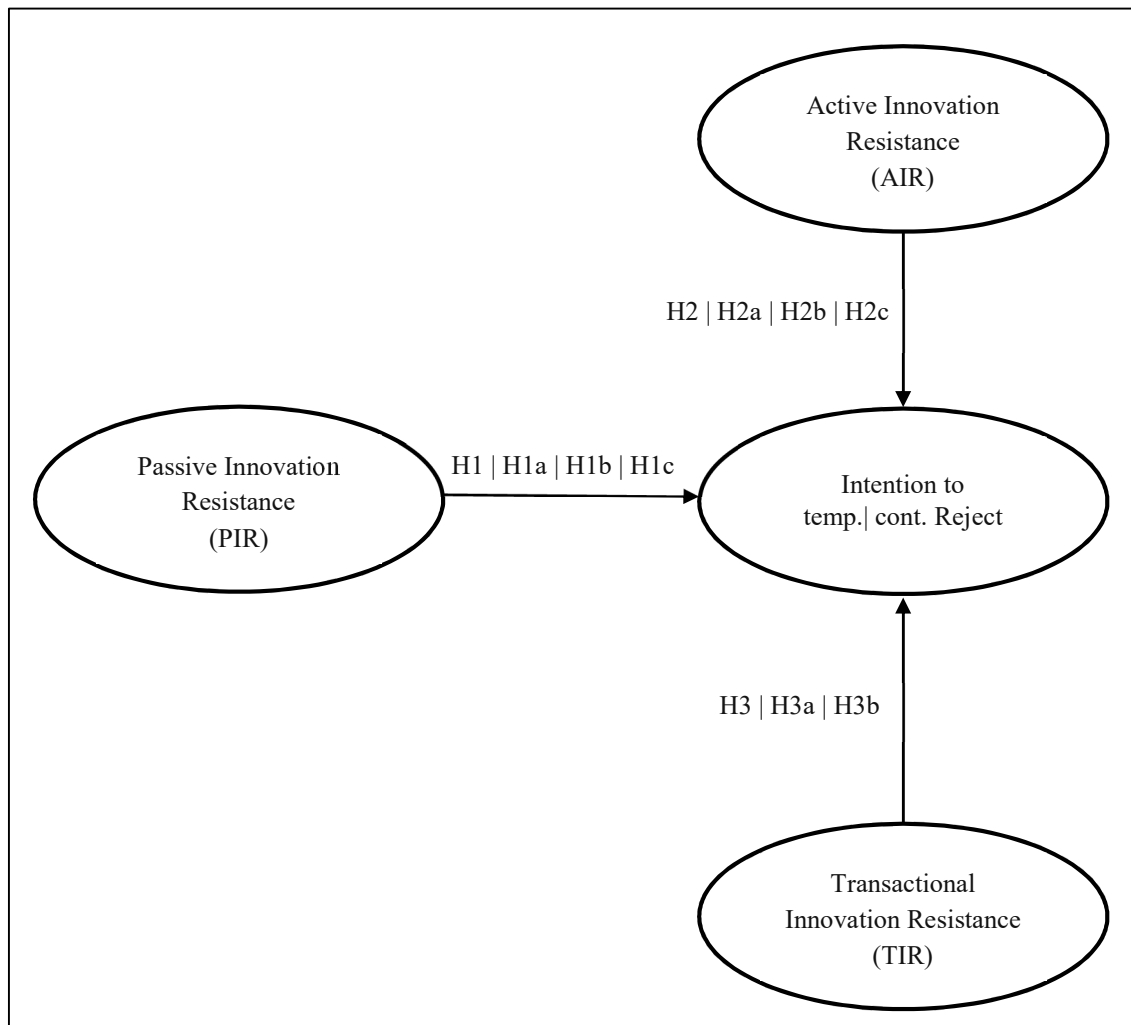 Active Innovation
Resistance
(AIR)
H2 | H2a | H2b | H2c
Passive Innovation
Resistance
(PIR)
H1 | H1a | H1b | H1c
Intention to
temp.| cont. Reject
H3 | H3a | H3b
Transactional
Innovation Resistance
(TIR)